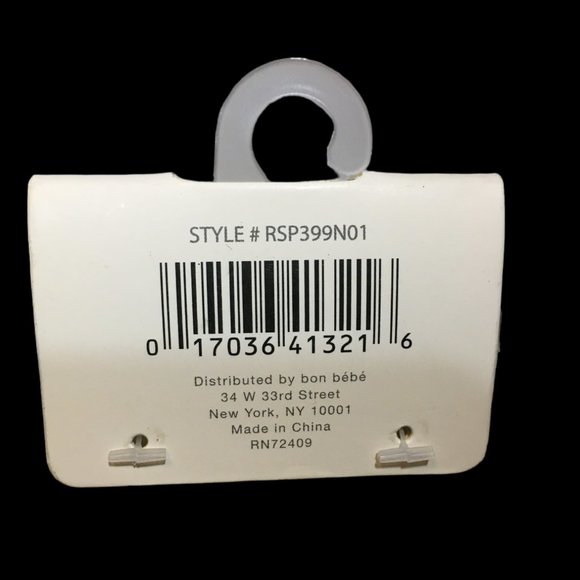 STYLE # RSP399N01
0 17036 41321 6
Distributed by bon bébé
34 W 33rd Street
New York, NY 10001
Made in China
RN72409